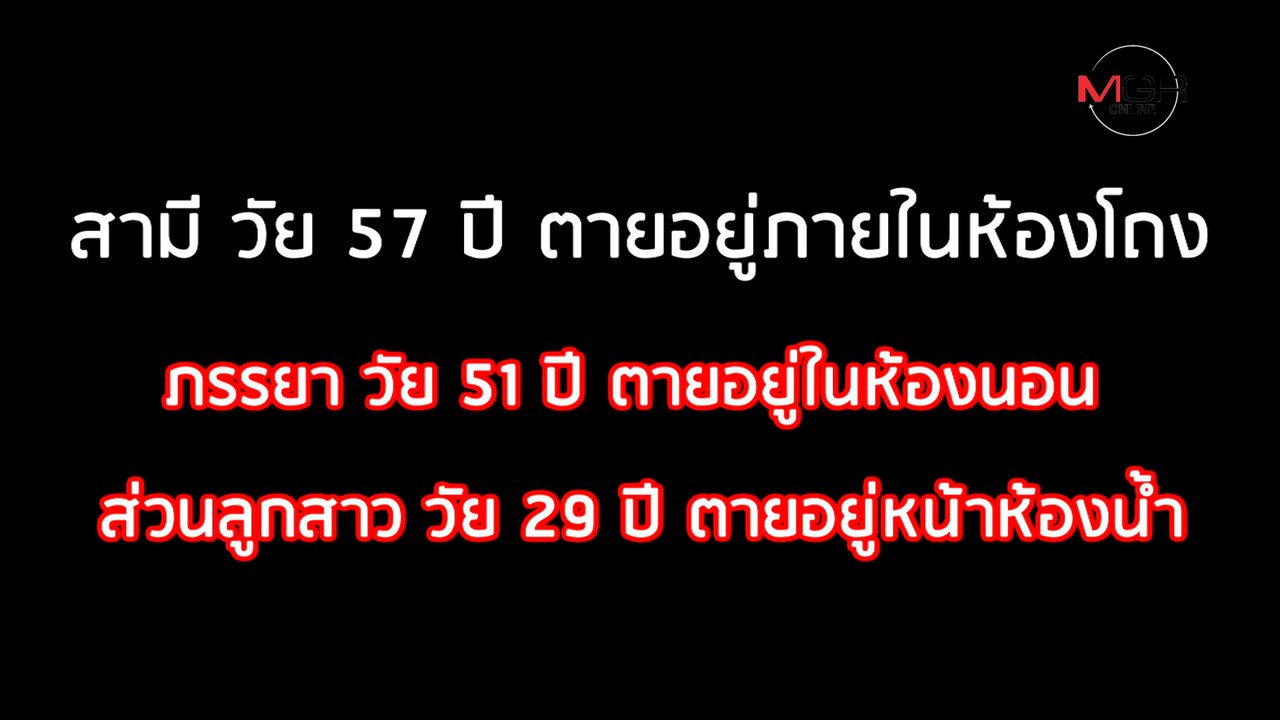 MGR
ONLINE
สามี วัย 57 ปี ตายอยู่ภายในห้องโถง
ภรรยา วัย 51 ปี ตายอยู่ในห้องนอน
ส่วนลูกสาว วัย 29 ปี ตายอยู่หน้าห้องน้ำ